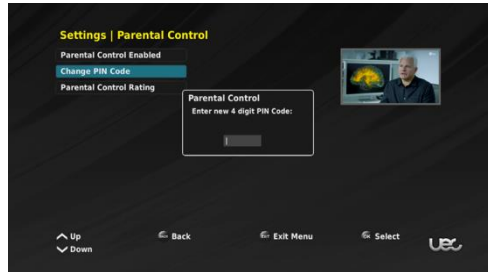 Settings | Parental Control
Parental Control Enabled
Change PIN Code
Parental Control Rating
Parental Control
Enter new 4 digit PIN Code:
Up
Back
Exit Menu
Select
Down
UEC